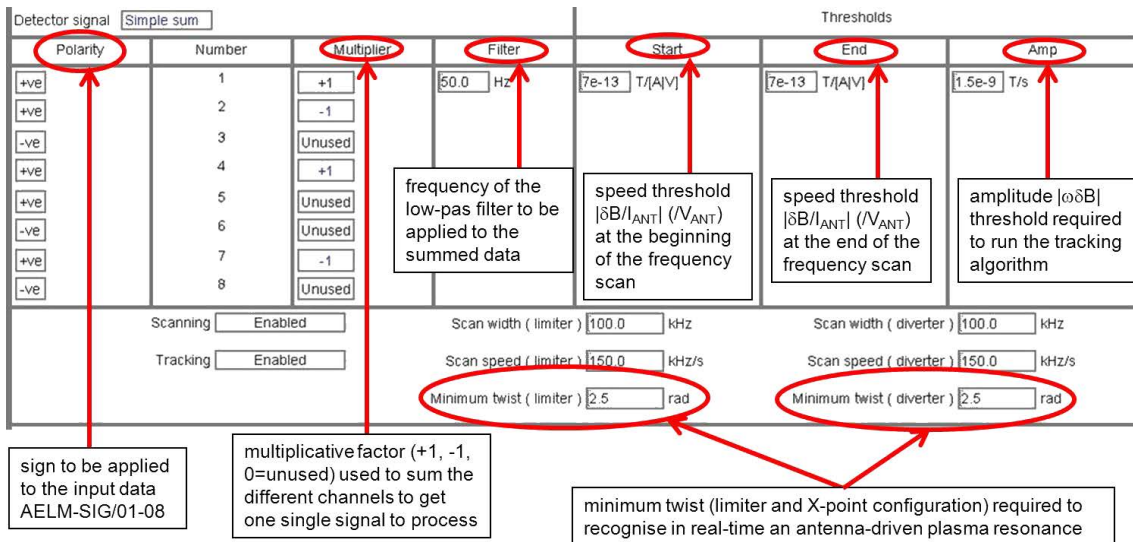 Detector signal Simple sum Thresholds
Polarity Number Multiplier Filter Start End Amp
+ve 1 +1 50.0 Hz 7e-13 T/[A|V] 7e-13 T/[A|V] 1.5e-9 T/s
+ve 2 -1
-ve 3 Unused
+ve 4 +1
+ve 5 Unused
-ve 6 Unused
+ve 7 -1
-ve 8 Unused
frequency of the
low-pas filter to be
applied to the
summed data
speed threshold
|δB/I_ANT| (/V_ANT)
at the beginning
of the frequency
scan
speed threshold
|δB/I_ANT| (/V_ANT)
at the end of the
frequency scan
amplitude |ωδB|
threshold required
to run the tracking
algorithm
Scanning Enabled Scan width ( limiter ) 100.0 kHz Scan width ( diverter ) 100.0 kHz
Tracking Enabled Scan speed ( limiter ) 150.0 kHz/s Scan speed ( diverter ) 150.0 kHz/s
Minimum twist ( limiter ) 2.5 rad Minimum twist ( diverter ) 2.5 rad
sign to be applied
to the input data
AELM-SIG/01-08
multiplicative factor (+1, -1,
0=unused) used to sum the
different channels to get
one single signal to process
minimum twist (limiter and X-point configuration) required to
recognise in real-time an antenna-driven plasma resonance